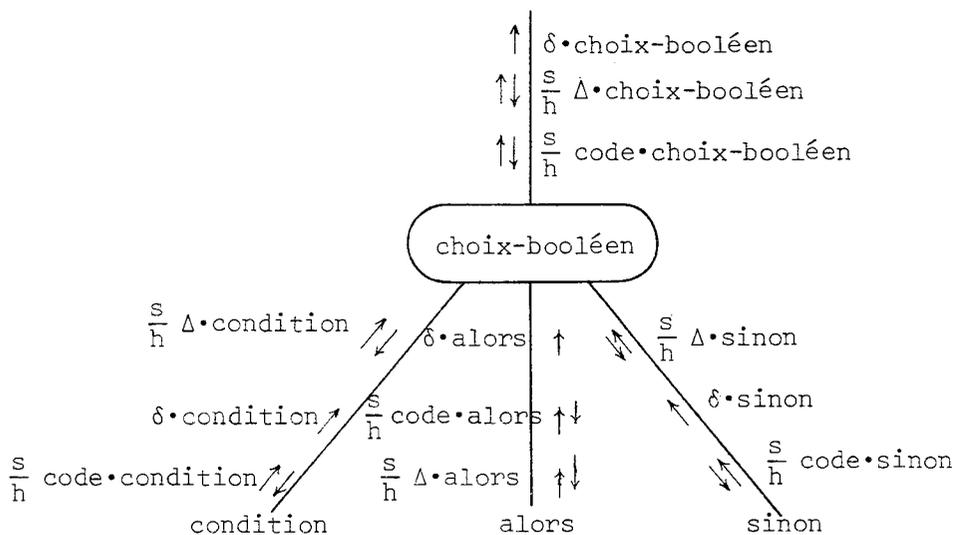 δ•choix-booléen
s/h Δ•choix-booléen
s/h code•choix-booléen
choix-booléen
s/h Δ•condition
δ•alors
s/h Δ•sinon
δ•condition
s/h code•alors
δ•sinon
s/h code•condition
s/h Δ•alors
s/h code•sinon
condition
alors
sinon